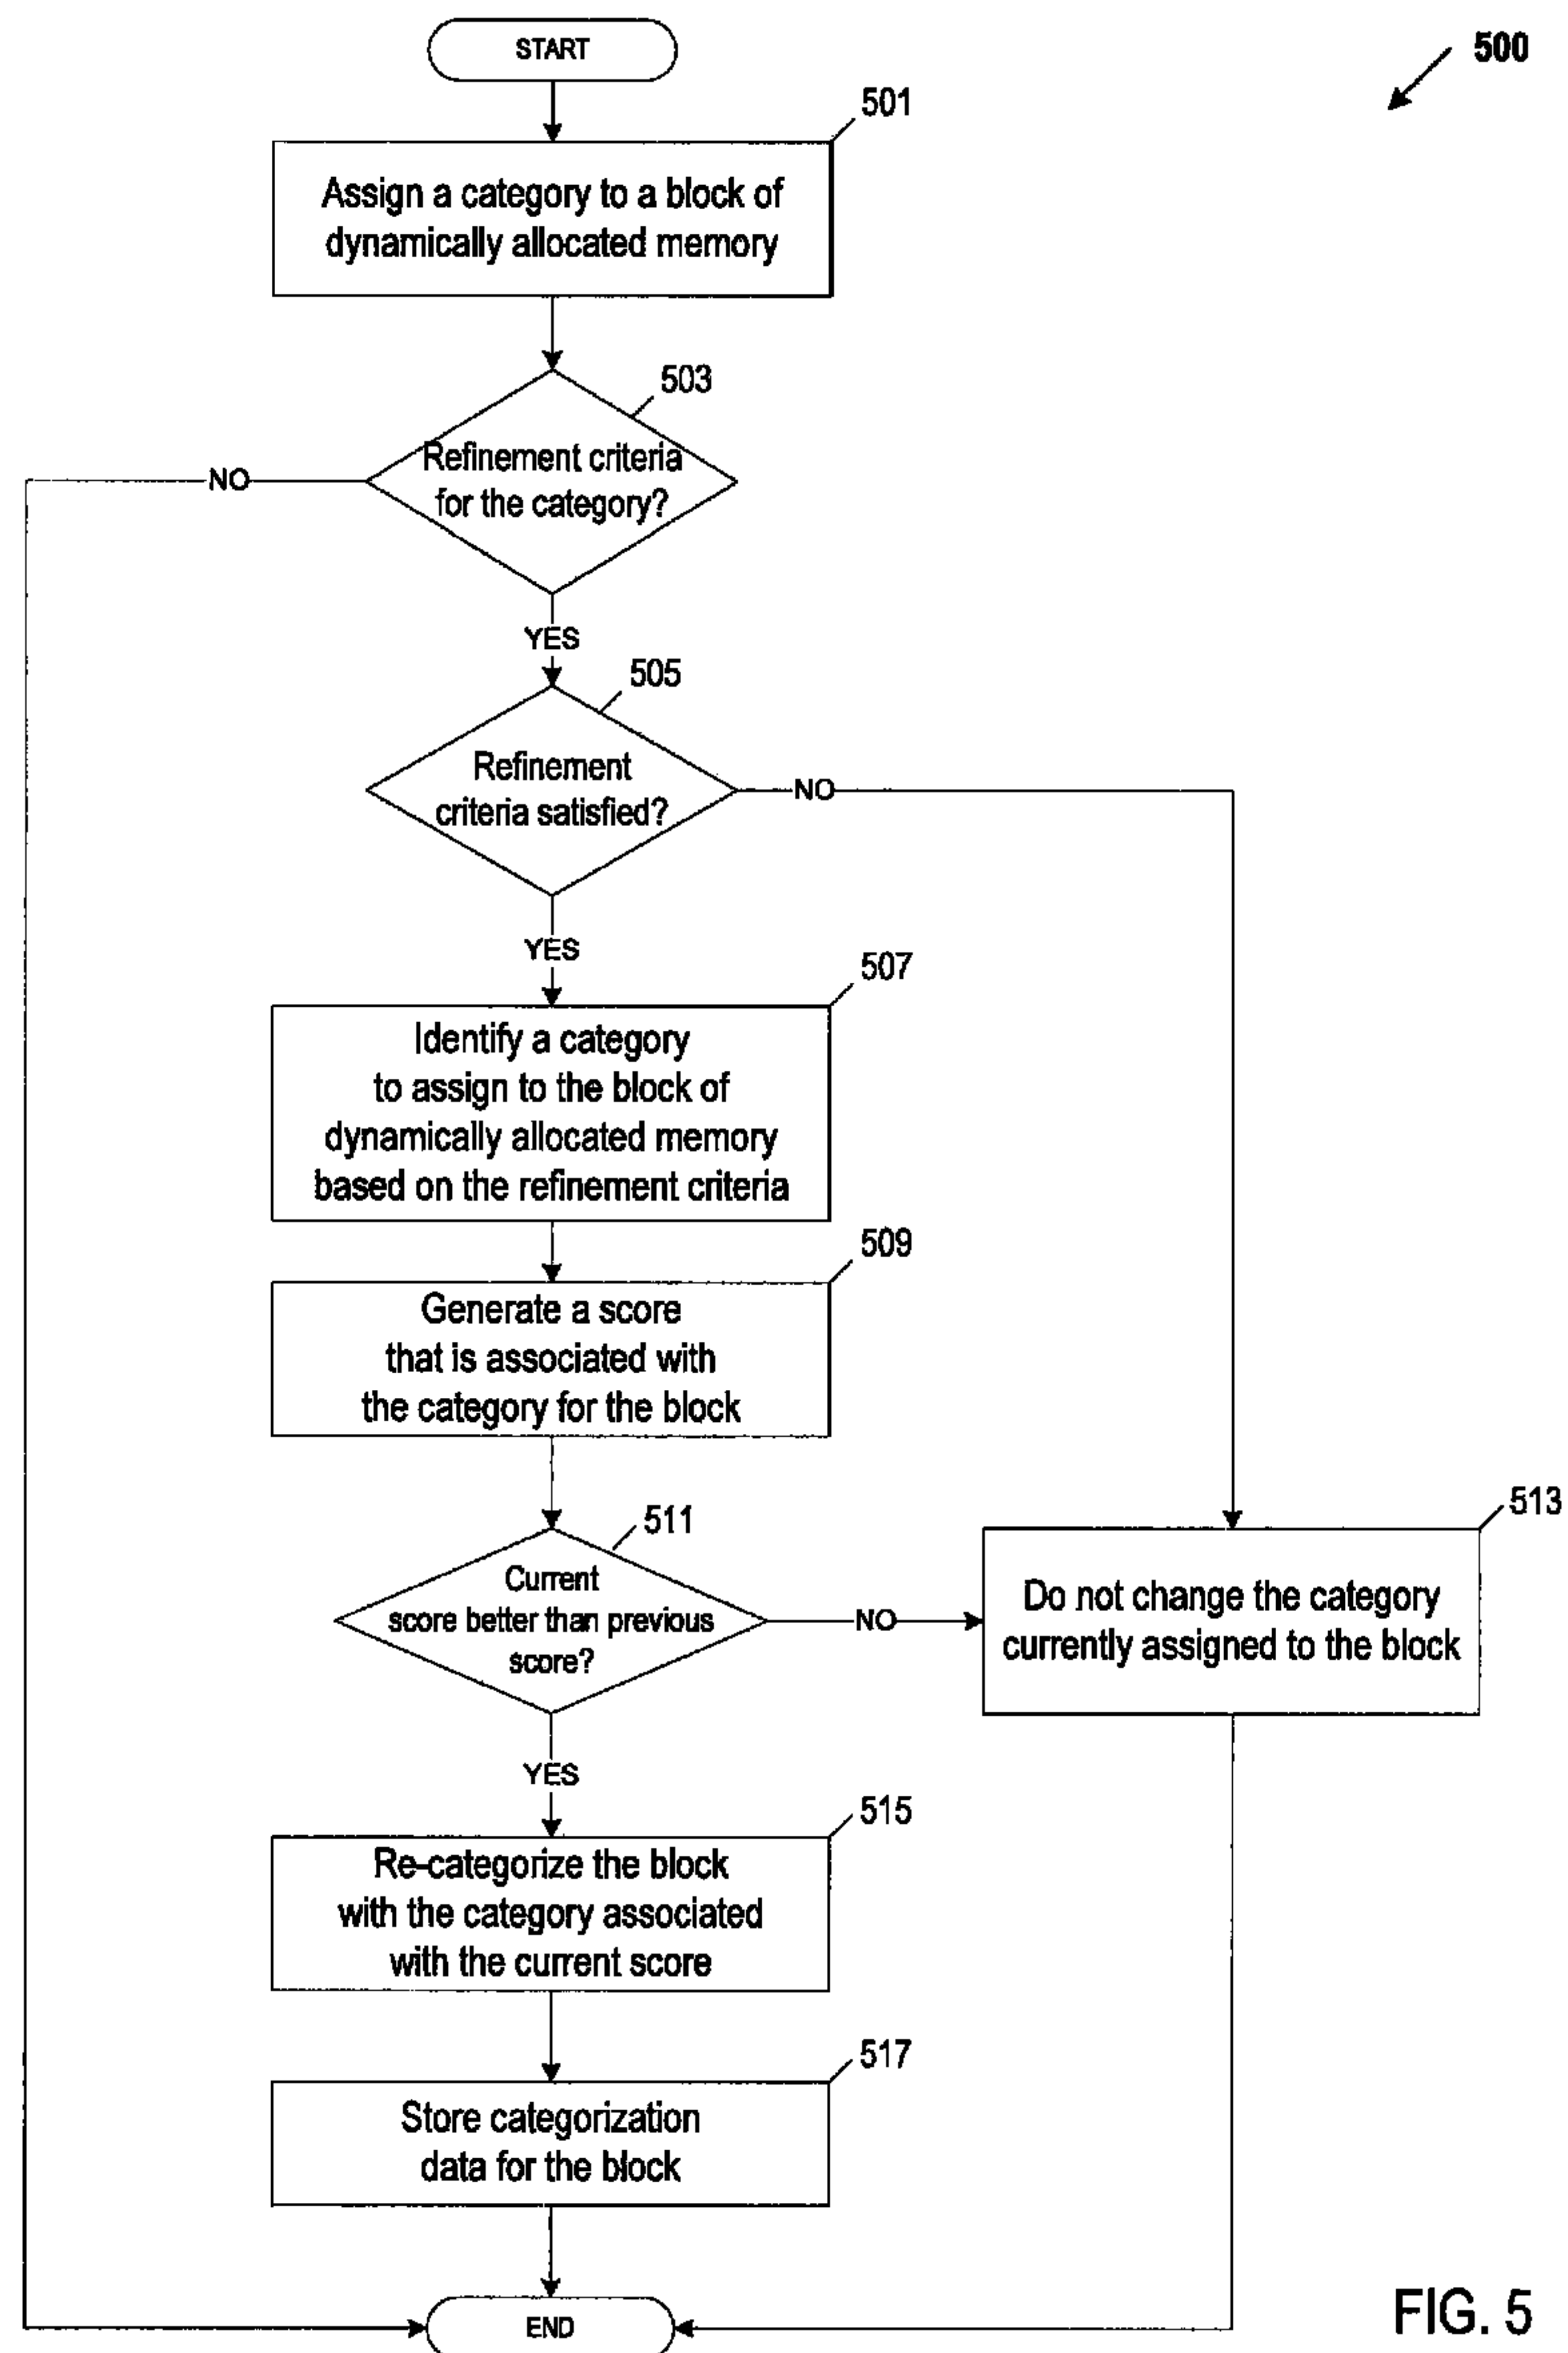 START
500
501
Assign a category to a block of
dynamically allocated memory
503
Refinement criteria
for the category?
NO
YES
505
Refinement
criteria satisfied?
NO
YES
507
Identify a category
to assign to the block of
dynamically allocated memory
based on the refinement criteria
509
Generate a score
that is associated with
the category for the block
511
Current
score better than previous
score?
NO
513
Do not change the category
currently assigned to the block
YES
515
Re-categorize the block
with the category associated
with the current score
517
Store categorization
data for the block
END
FIG. 5